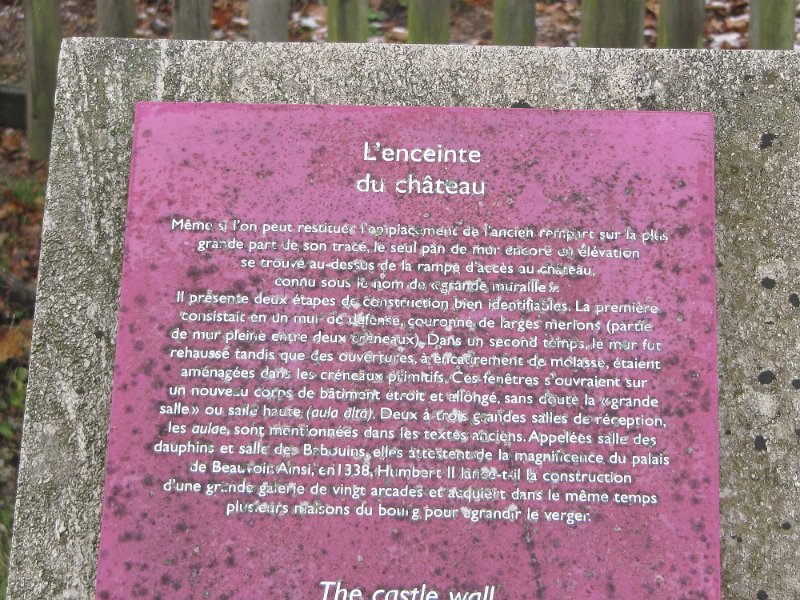 L'enceinte
du château
Même si l'on peut restituer l'emplacement de l'ancien rempart sur la plus
grande part de son tracé, le seul pan de mur encore en élévation
se trouve au-dessus de la rampe d'accès au château,
connu sous le nom de « grande muraille ».
Il présente deux étapes de construction bien identifiables. La première
consistait en un mur de défense, couronné de larges merlons (partie
de mur pleine entre deux créneaux). Dans un second temps, le mur fut
rehaussé tandis que des ouvertures, à encadrement de molasse, étaient
aménagées dans les créneaux primitifs. Ces fenêtres s'ouvraient sur
un nouveau corps de bâtiment étroit et allongé, sans doute la « grande
salle » ou salle haute (aula alta). Deux à trois grandes salles de réception,
les aulae, sont mentionnées dans les textes anciens. Appelées salle des
dauphins et salle des Babouins, elles attestent de la magnificence du palais
de Beauvoir. Ainsi, en 1338, Humbert II lance-t-il la construction
d'une grande galerie de vingt arcades et acquiert dans le même temps
plusieurs maisons du bourg pour agrandir le verger.
The castle wall